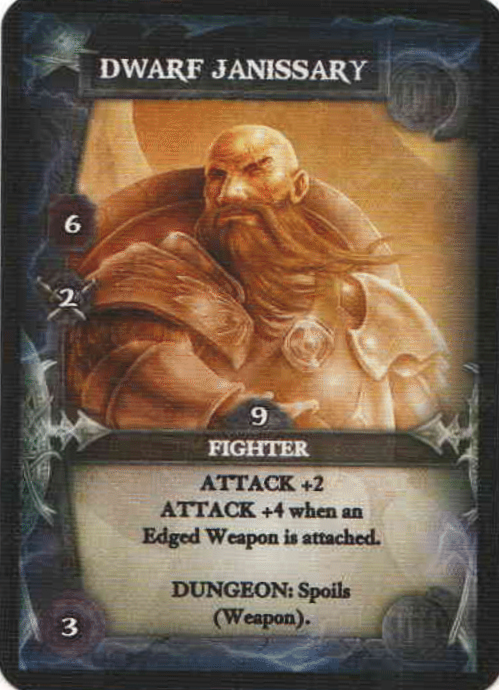 DWARF JANISSARY
6
2
9
FIGHTER
ATTACK +2
ATTACK +4 when an
Edged Weapon is attached.
DUNGEON: Spoils
(Weapon).
3